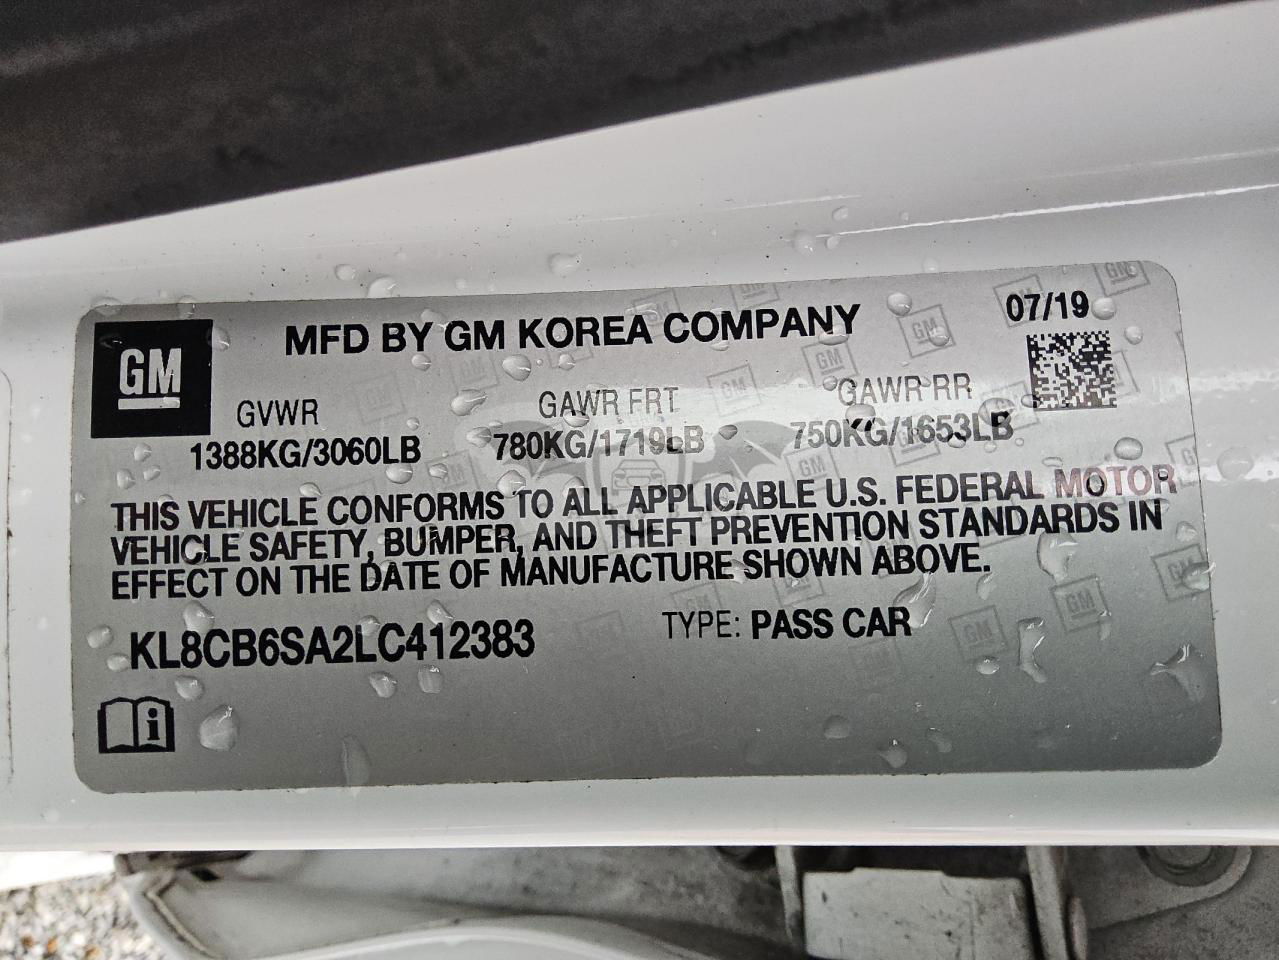 GM
MFD BY GM KOREA COMPANY
07/19
GVWR GAWR FRT GAWR RR
1388KG/3060LB 780KG/1719LB 750KG/1653LB
THIS VEHICLE CONFORMS TO ALL APPLICABLE U.S. FEDERAL MOTOR
VEHICLE SAFETY, BUMPER, AND THEFT PREVENTION STANDARDS IN
EFFECT ON THE DATE OF MANUFACTURE SHOWN ABOVE.
KL8CB6SA2LC412383 TYPE: PASS CAR